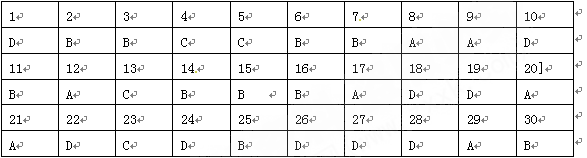 1 2 3 4 5 6 7 8 9 10
D B B C C B B A A D
11 12 13 14 15 16 17 18 19 20]
B A C B B B A D D A
21 22 23 24 25 26 27 28 29 30
A D C D B D D D A B